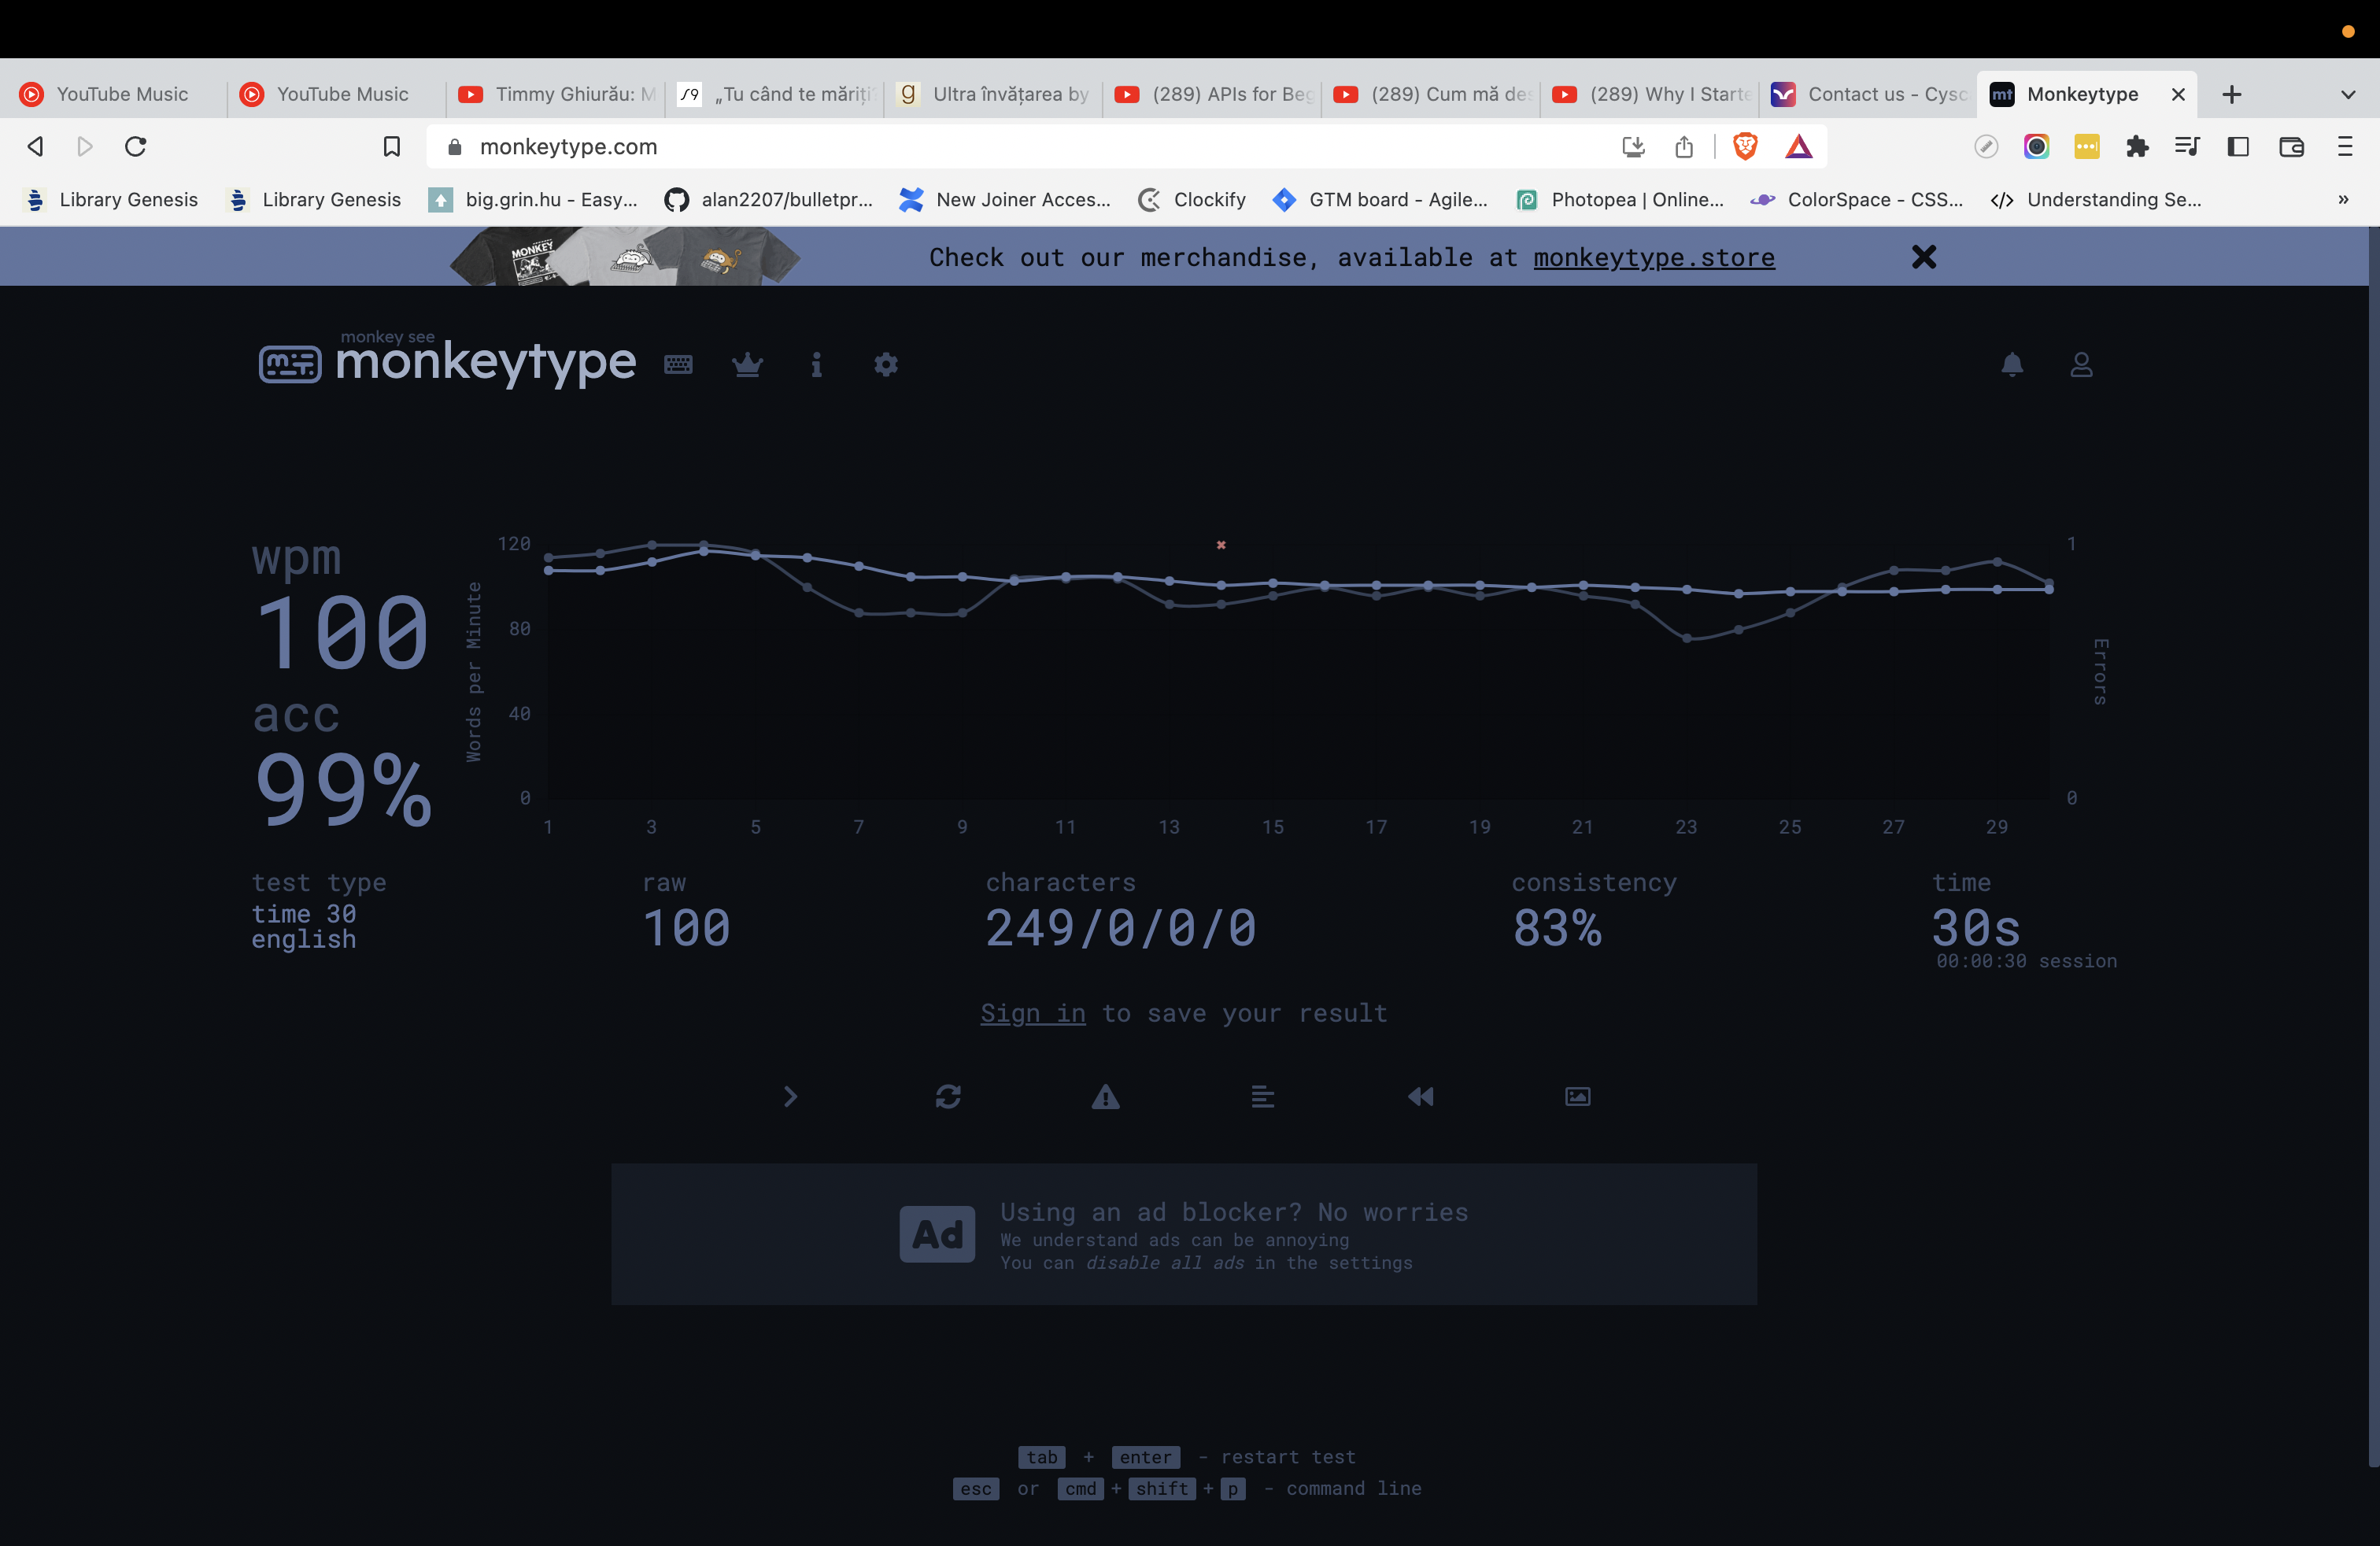 YouTube Music
YouTube Music
Timmy Ghiurău: M
„Tu când te măriți?
Ultra învățarea by
(289) APIs for Beg
(289) Cum mă des
(289) Why I Starte
Contact us - Cysc
Monkeytype
monkeytype.com
Library Genesis
Library Genesis
big.grin.hu - Easy...
alan2207/bulletpr...
New Joiner Acces...
Clockify
GTM board - Agile...
Photopea | Online...
ColorSpace - CSS...
Understanding Se...
»
MONKEY
Check out our merchandise, available at monkeytype.store
monkey see
monkeytype
wpm
100
acc
99%
Words per Minute
120
80
40
0
1 3 5 7 9 11 13 15 17 19 21 23 25 27 29
1
0
Errors
test type
time 30
english
raw
100
characters
249/0/0/0
consistency
83%
time
30s
00:00:30 session
Sign in to save your result
Ad
Using an ad blocker? No worries
We understand ads can be annoying
You can disable all ads in the settings
tab + enter - restart test
esc or cmd + shift + p - command line